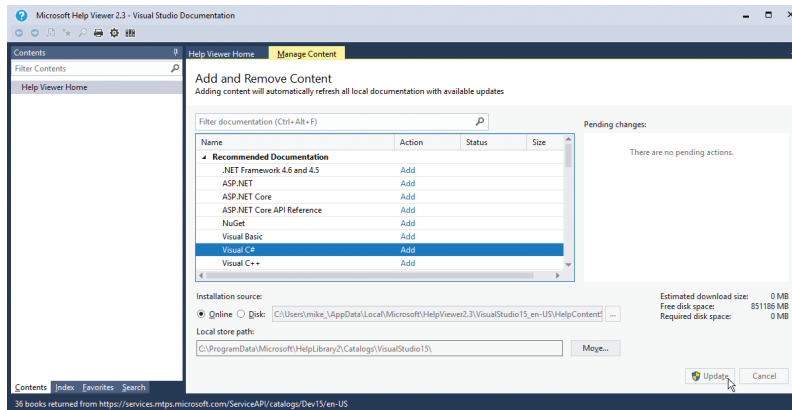 Microsoft Help Viewer 2.3 - Visual Studio Documentation
Contents
Help Viewer Home
Manage Content
Filter Contents
Help Viewer Home
Add and Remove Content
Adding content will automatically refresh all local documentation with available updates
Filter documentation (Ctrl+Alt+F)
Pending changes:
There are no pending actions.
Name Action Status Size
Recommended Documentation
.NET Framework 4.6 and 4.5 Add
ASP.NET Add
ASP.NET Core Add
ASP.NET Core API Reference Add
NuGet Add
Visual Basic Add
Visual C# Add
Visual C++ Add
Installation source:
Online Disk: C:\Users\mike_\AppData\Local\Microsoft\HelpViewer2.3\VisualStudio15_en-US\HelpContentS ...
Local store path:
C:\ProgramData\Microsoft\HelpLibrary2\Catalogs\VisualStudio15\ Move...
Estimated download size: 0 MB
Free disk space: 851186 MB
Required disk space: 0 MB
Update Cancel
Contents Index Favorites Search
36 books returned from https://services.mtps.microsoft.com/ServiceAPI/catalogs/Dev15/en-US